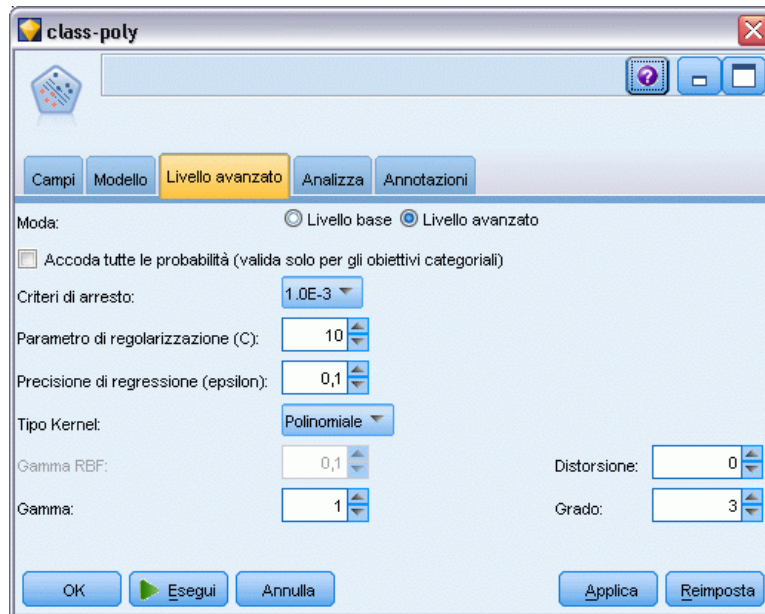 class-poly
Campi Modello Livello avanzato Analizza Annotazioni
Moda: Livello base Livello avanzato
Accoda tutte le probabilità (valida solo per gli obiettivi categoriali)
Criteri di arresto: 1.0E-3
Parametro di regolarizzazione (C): 10
Precisione di regressione (epsilon): 0,1
Tipo Kernel: Polinomiale
Gamma RBF: 0,1 Distorsione: 0
Gamma: 1 Grado: 3
OK Esegui Annulla Applica Reimposta